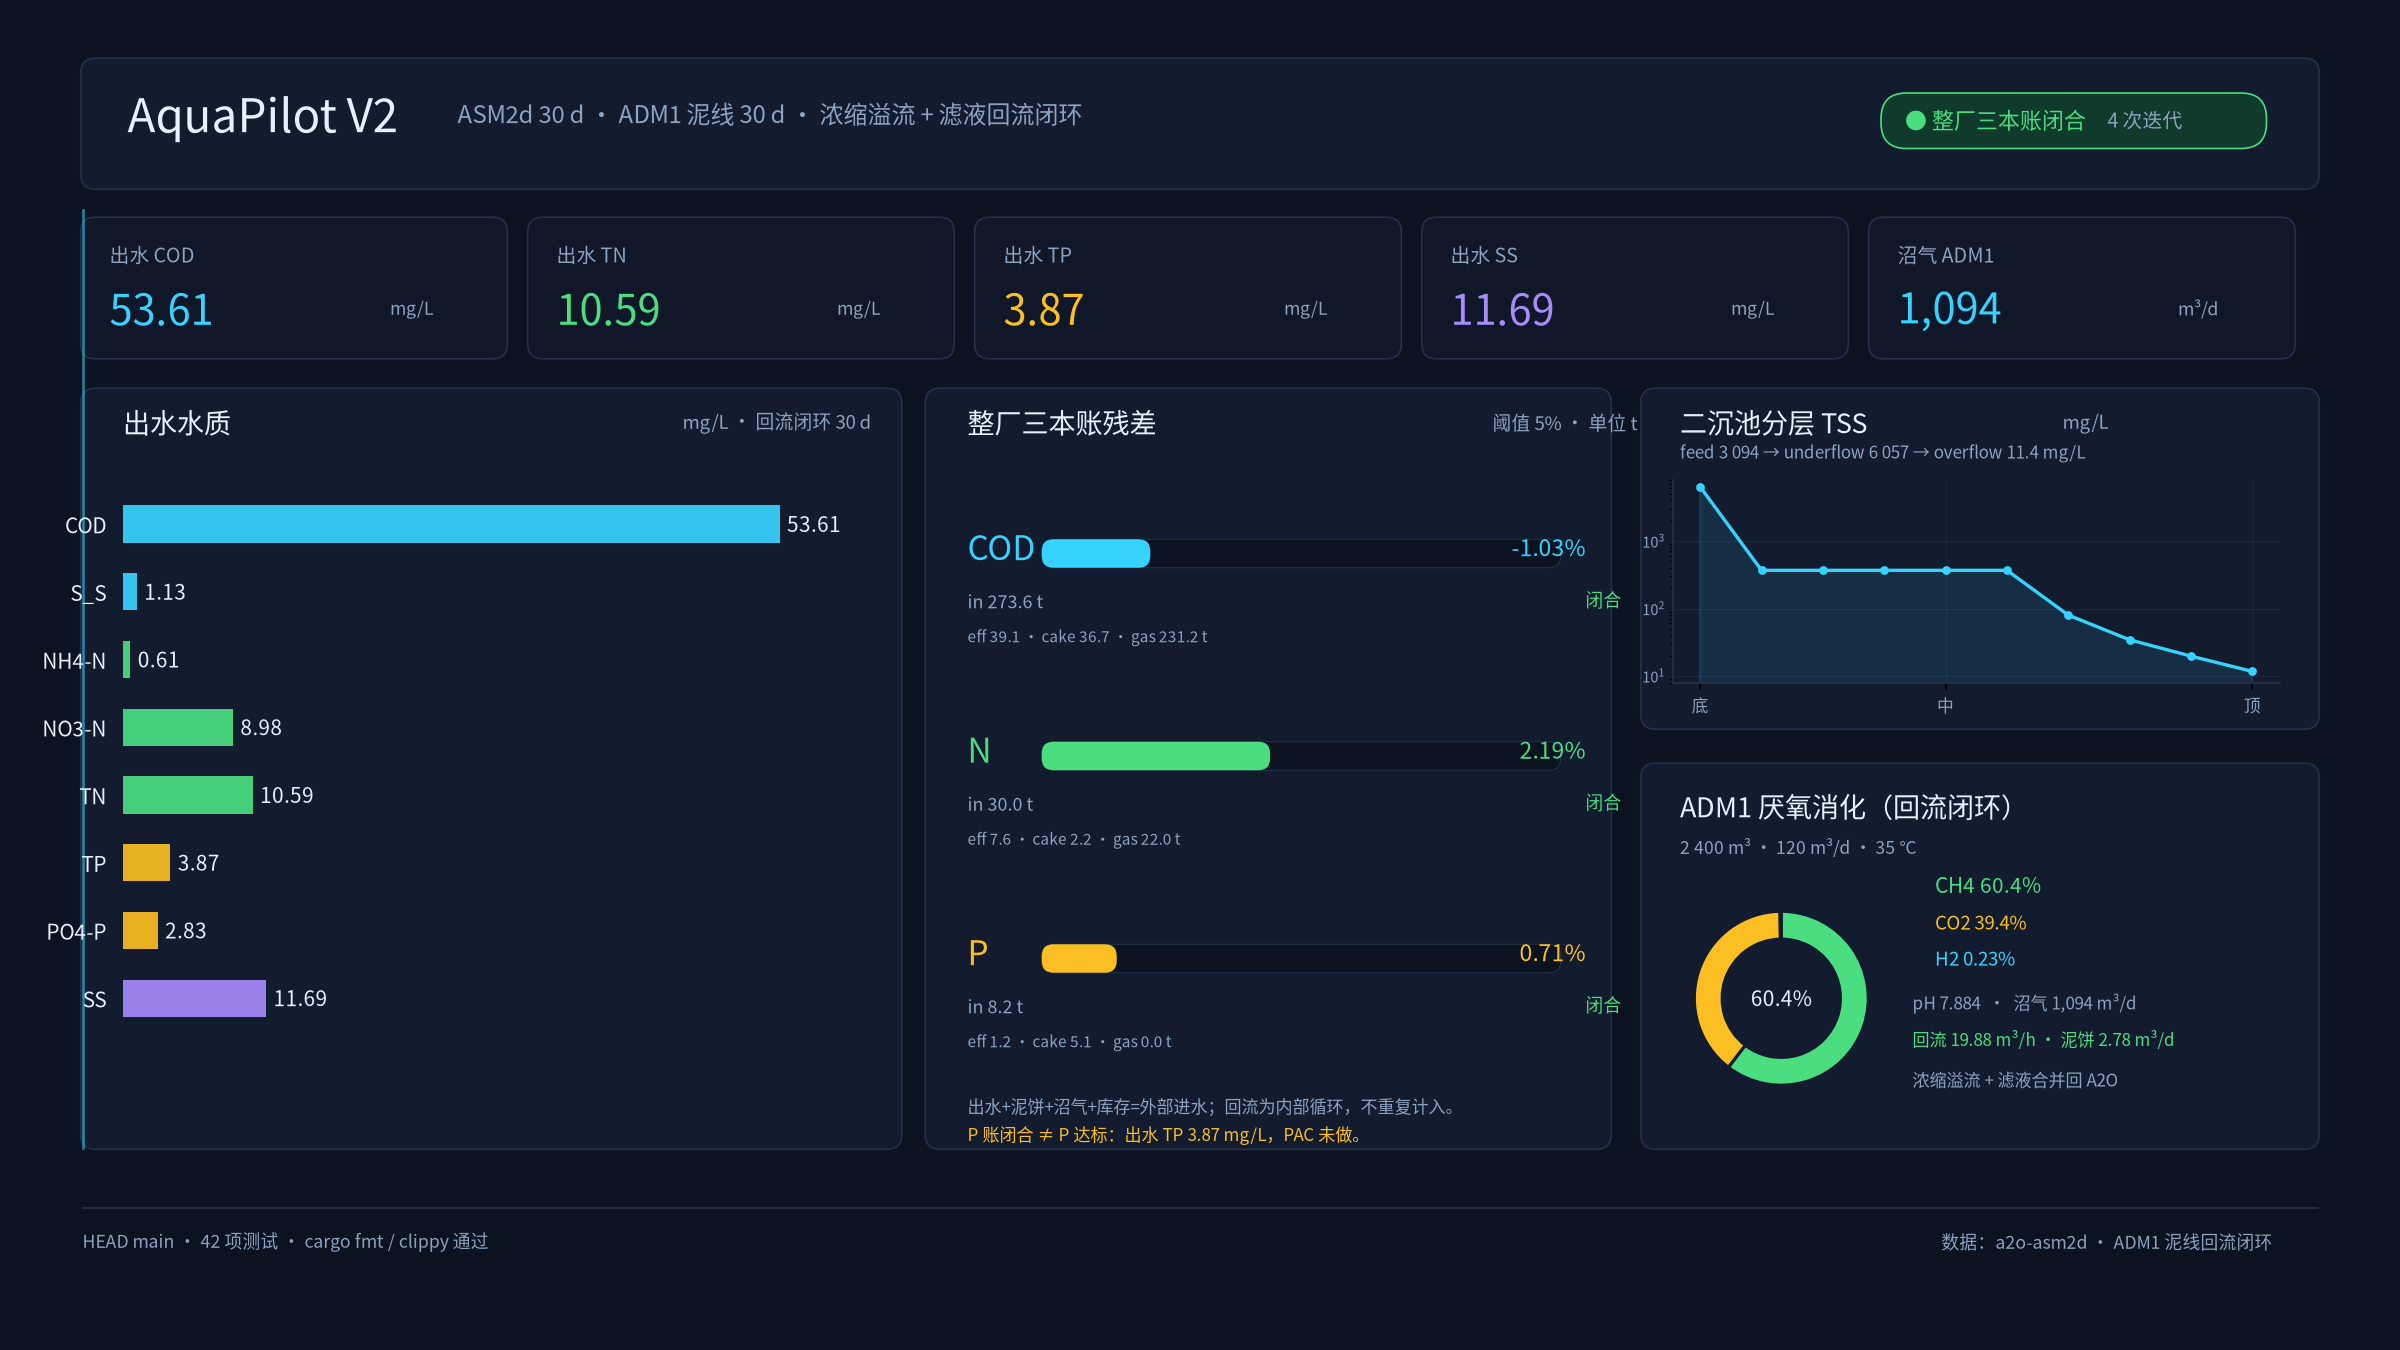 AquaPilot V2
ASM2d 30 d • ADM1 泥线 30 d • 浓缩溢流 + 滤液回流闭环
整厂三本账闭合 4 次迭代
出水 COD
53.61 mg/L
出水 TN
10.59 mg/L
出水 TP
3.87 mg/L
出水 SS
11.69 mg/L
沼气 ADM1
1,094 m³/d
出水水质
mg/L • 回流闭环 30 d
COD 53.61
S_S 1.13
NH4-N 0.61
NO3-N 8.98
TN 10.59
TP 3.87
PO4-P 2.83
SS 11.69
整厂三本账残差
阈值 5% • 单位 t
COD -1.03%
in 273.6 t 闭合
eff 39.1 • cake 36.7 • gas 231.2 t
N 2.19%
in 30.0 t 闭合
eff 7.6 • cake 2.2 • gas 22.0 t
P 0.71%
in 8.2 t 闭合
eff 1.2 • cake 5.1 • gas 0.0 t
出水+泥饼+沼气+库存=外部进水；回流为内部循环，不重复计入。
P 账闭合 ≠ P 达标：出水 TP 3.87 mg/L，PAC 未做。
二沉池分层 TSS mg/L
feed 3 094 → underflow 6 057 → overflow 11.4 mg/L
10³
10²
10¹
底 中 顶
ADM1 厌氧消化（回流闭环）
2 400 m³ • 120 m³/d • 35 °C
CH4 60.4%
CO2 39.4%
H2 0.23%
60.4%
pH 7.884 • 沼气 1,094 m³/d
回流 19.88 m³/h • 泥饼 2.78 m³/d
浓缩溢流 + 滤液合并回 A2O
HEAD main • 42 项测试 • cargo fmt / clippy 通过
数据：a2o-asm2d • ADM1 泥线回流闭环